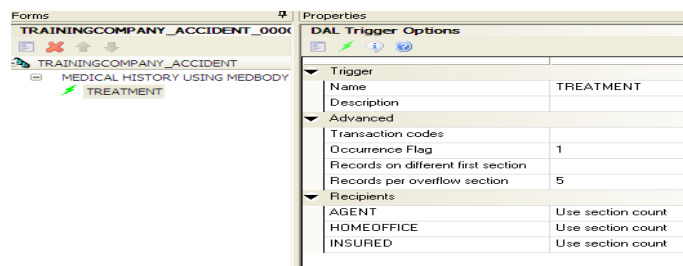 Forms
TRAININGCOMPANY_ACCIDENT_000(
TRAININGCOMPANY_ACCIDENT
MEDICAL HISTORY USING MEDBODY
TREATMENT
Properties
DAL Trigger Options
Trigger
Name TREATMENT
Description
Advanced
Transaction codes
Occurrence Flag 1
Records on different first section
Records per overflow section 5
Recipients
AGENT Use section count
HOMEOFFICE Use section count
INSURED Use section count